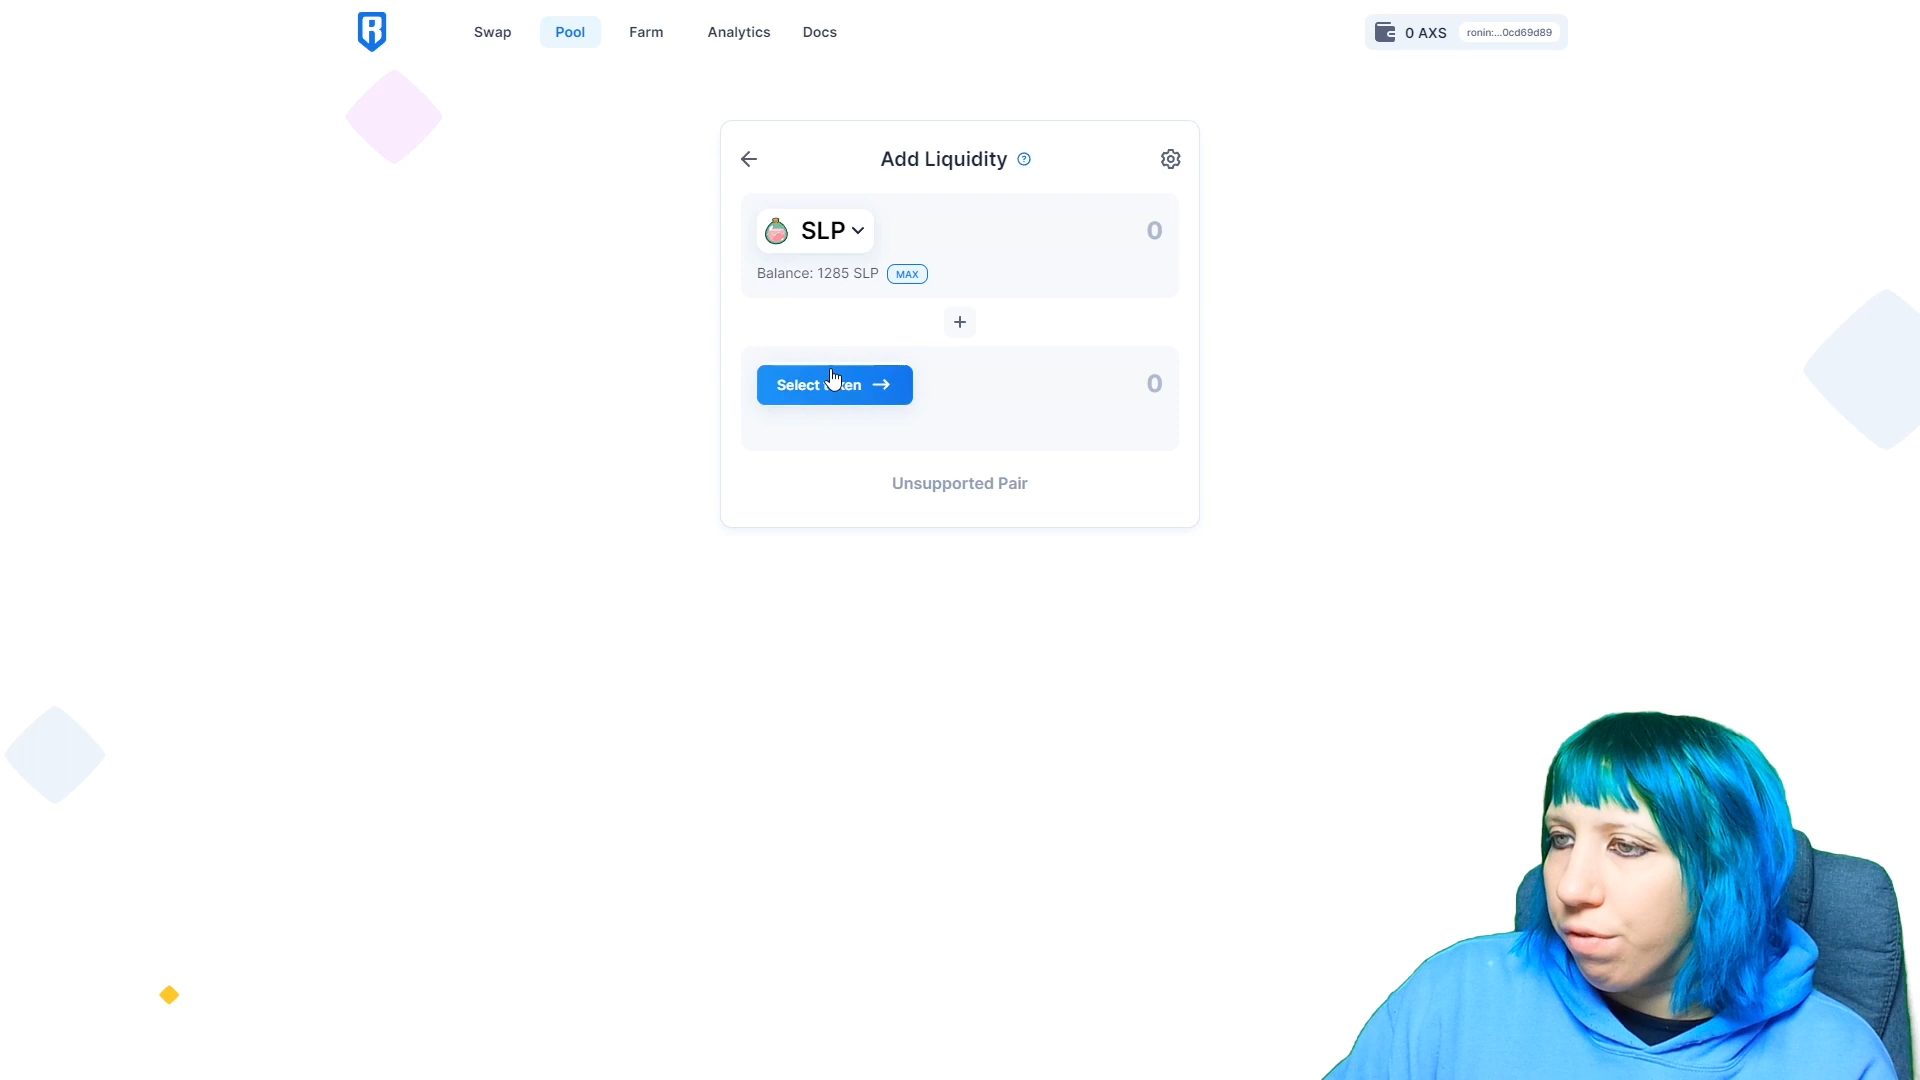 Swap
Pool
Farm
Analytics
Docs
0 AXS
ronin:...0cd69d89
Add Liquidity
SLP
0
Balance: 1285 SLP
MAX
+
Select
0
Unsupported Pair